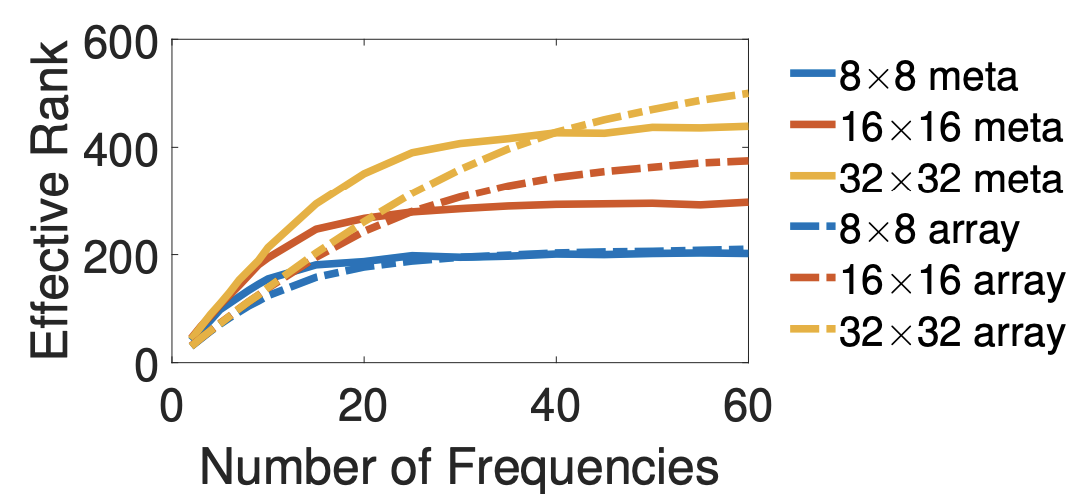 600
400
200
0
0 20 40 60
Effective Rank
Number of Frequencies
8×8 meta
16×16 meta
32×32 meta
8×8 array
16×16 array
32×32 array